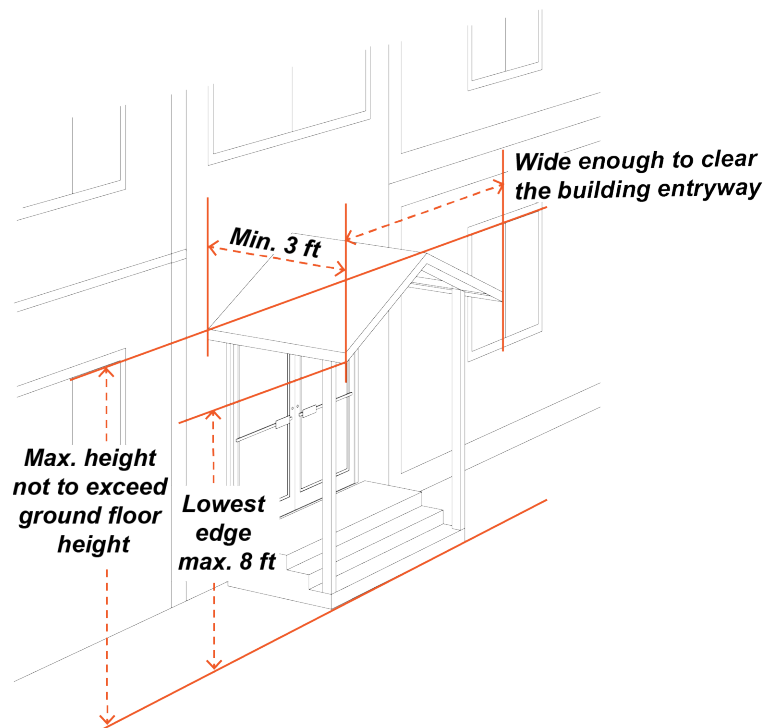 Wide enough to clear
the building entryway
Min. 3 ft
Max. height
not to exceed
ground floor
height
Lowest
edge
max. 8 ft